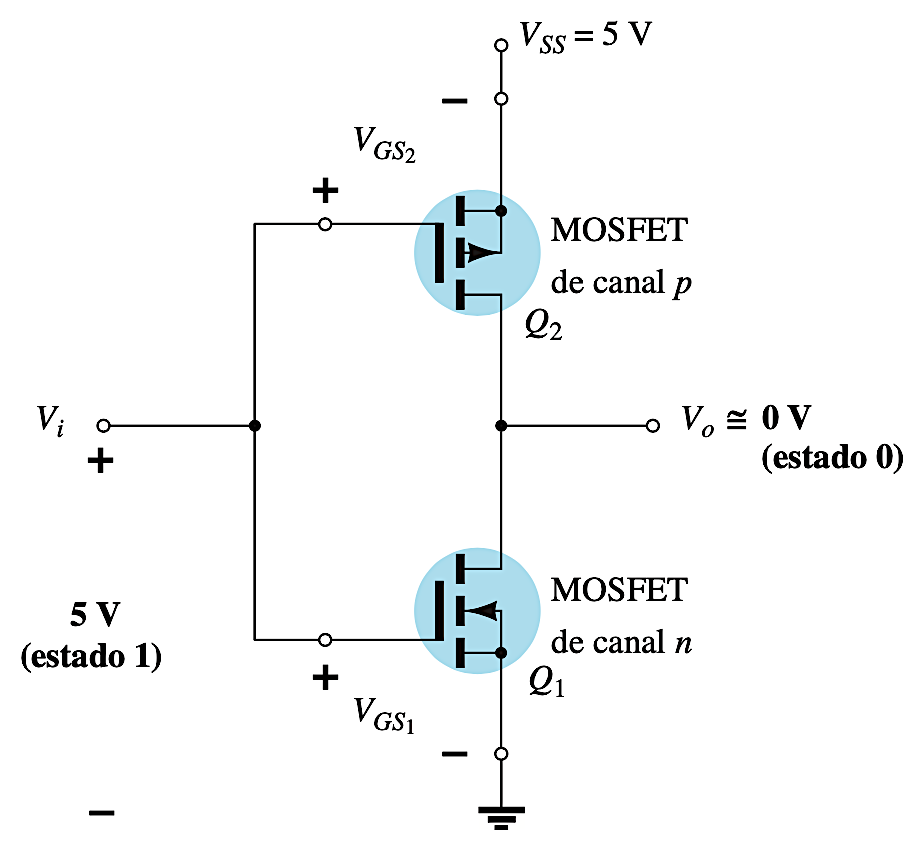 V_SS = 5 V
−
V_GS2
+
MOSFET
de canal p
Q2
V_i
+
V_o ≅ 0 V
(estado 0)
5 V
(estado 1)
−
MOSFET
de canal n
Q1
+
V_GS1
−